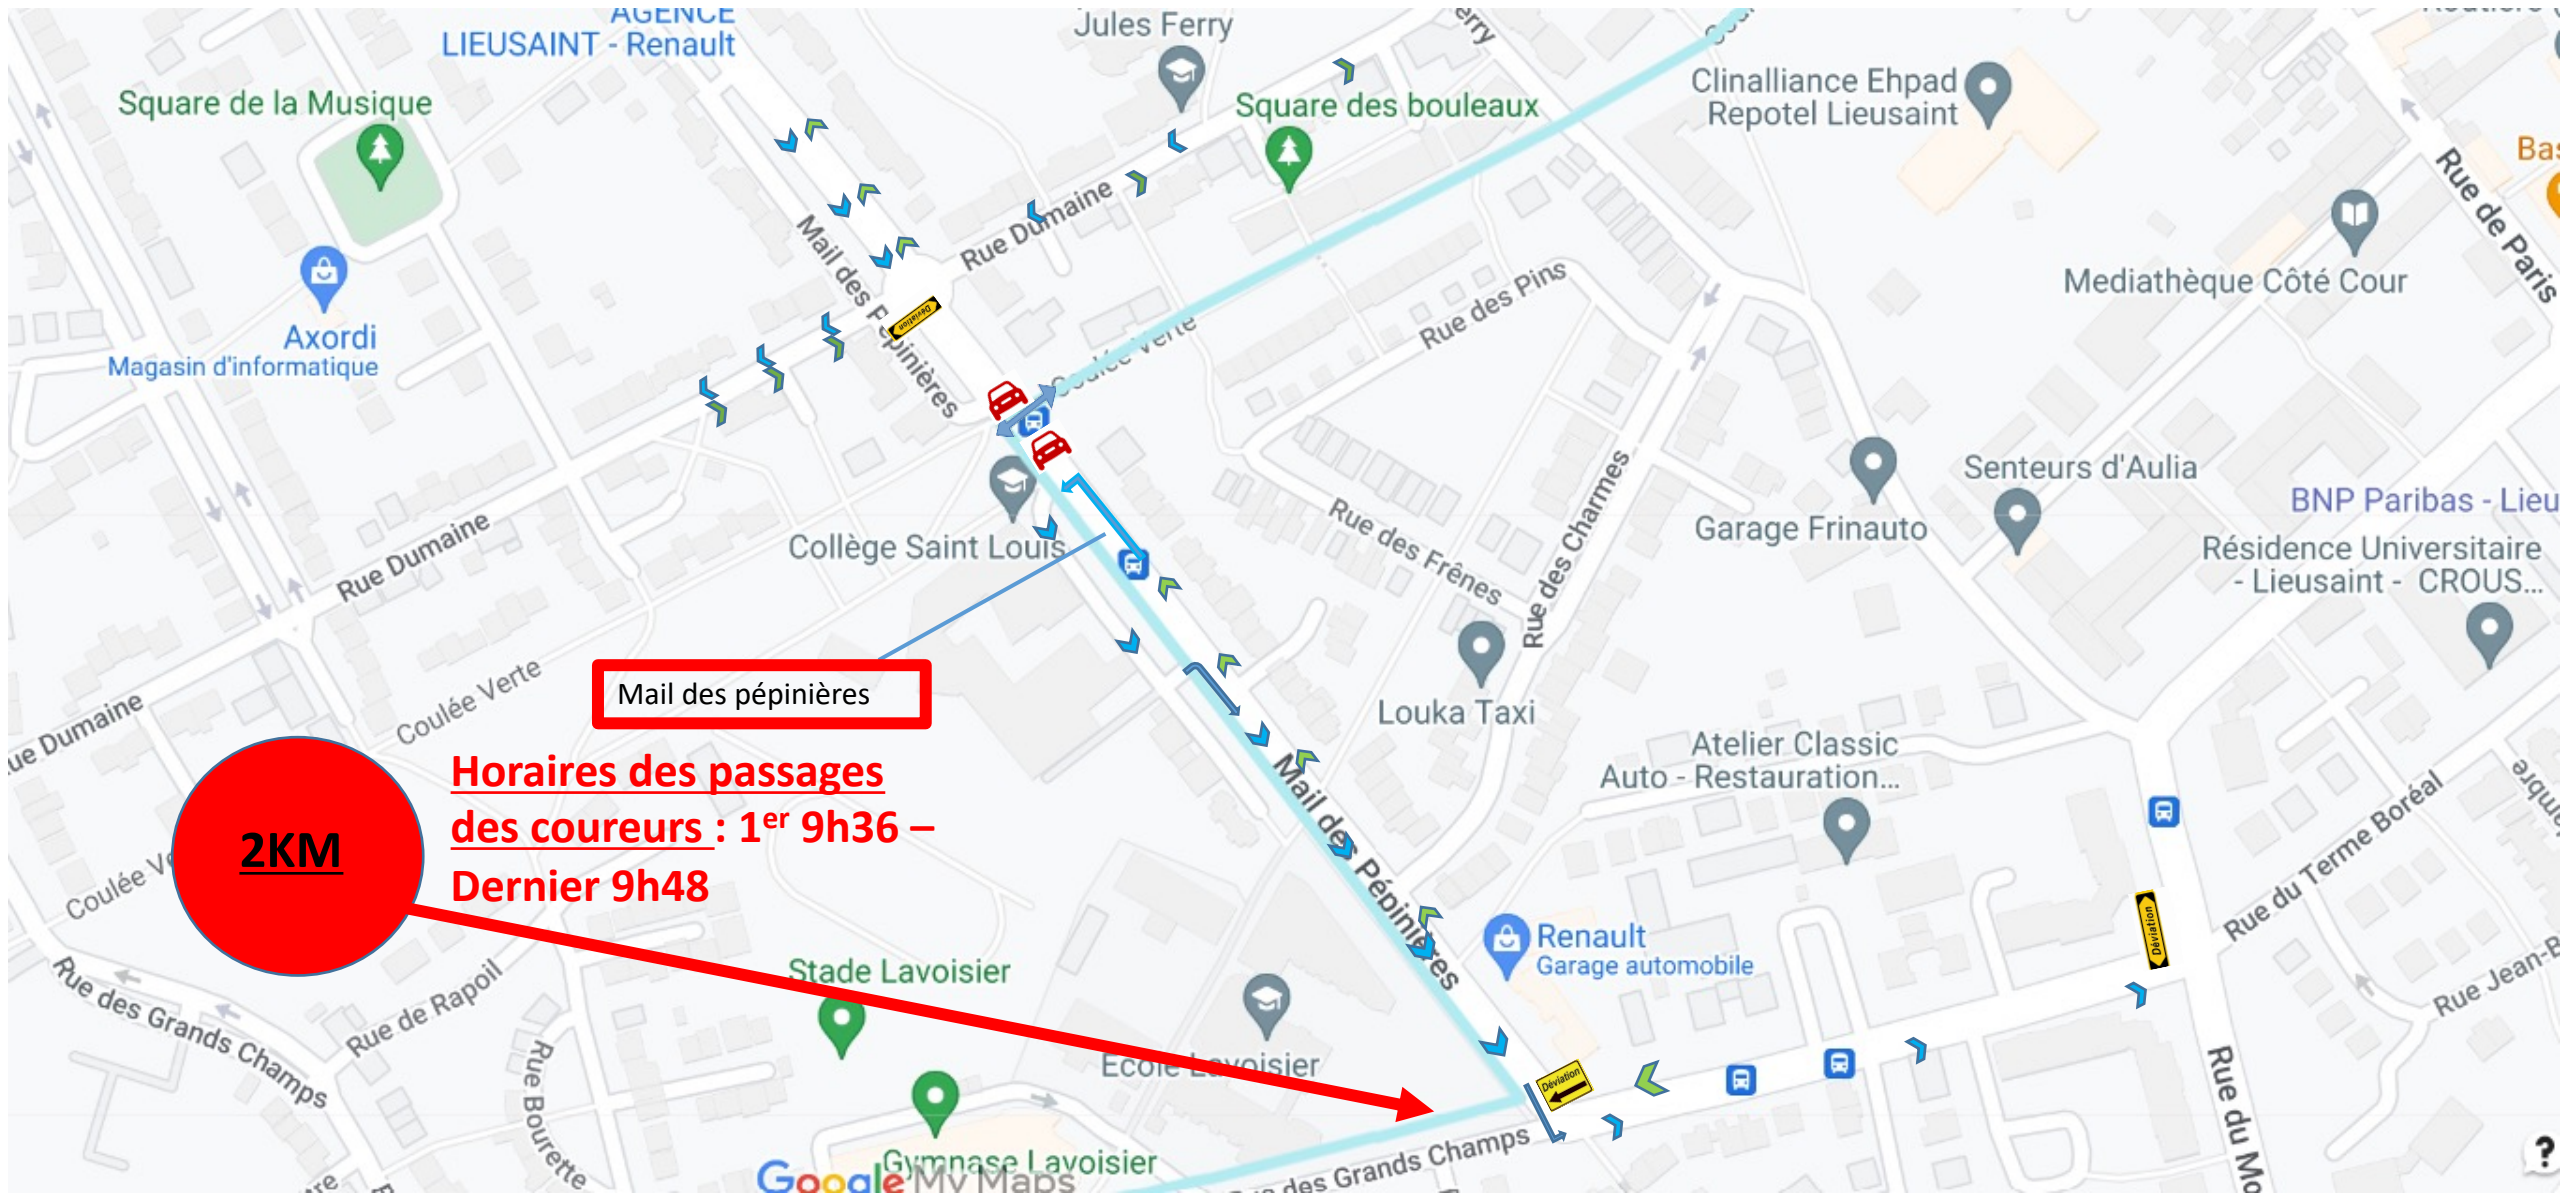 AGENCE
LIEUSAINT - Renault
Jules Ferry
Square de la Musique
Square des bouleaux
Clinalliance Ehpad
Repotel Lieusaint
Rue de Paris
Rue Dumaine
Mail des Pépinières
Mediathèque Côté Cour
Axordi
Magasin d'informatique
Déviation
Coulée Verte
Rue des Pins
Senteurs d'Aulia
BNP Paribas - Lieu
Garage Frinauto
Résidence Universitaire
- Lieusaint - CROUS...
Collège Saint Louis
Rue des Frênes
Rue des Charmes
Rue Dumaine
Coulée Verte
Mail des pépinières
Louka Taxi
ue Dumaine
Atelier Classic
Auto - Restauration...
Horaires des passages
des coureurs : 1er 9h36 –
Dernier 9h48
2KM
Coulée Ve
Mail des Pépinières
Rue du Terme Boréal
Déviation
Renault
Garage automobile
Rue Jean-B
Stade Lavoisier
Rue de Rapoil
Rue des Grands Champs
Ecole Lavoisier
Rue Bourette
Déviation
Rue du Mo
Gymnase Lavoisier
des Grands Champs
Google My Maps
?